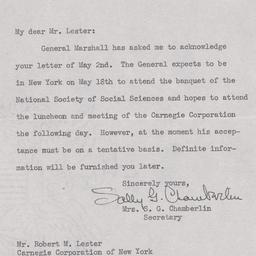 My dear Mr. Lester:
General Marshall has asked me to acknowledge
your letter of May 2nd. The General expects to be
in New York on May 18th to attend the banquet of the
National Society of Social Sciences and hopes to attend
the luncheon and meeting of the Carnegie Corporation
the following day. However, at the moment his accep-
tance must be on a tentative basis. Definite infor-
mation will be furnished you later.
Sincerely yours,
Sally G. Chamberlin
Mrs. C. G. Chamberlin
Secretary
Mr. Robert M. Lester
Carnegie Corporation of New York